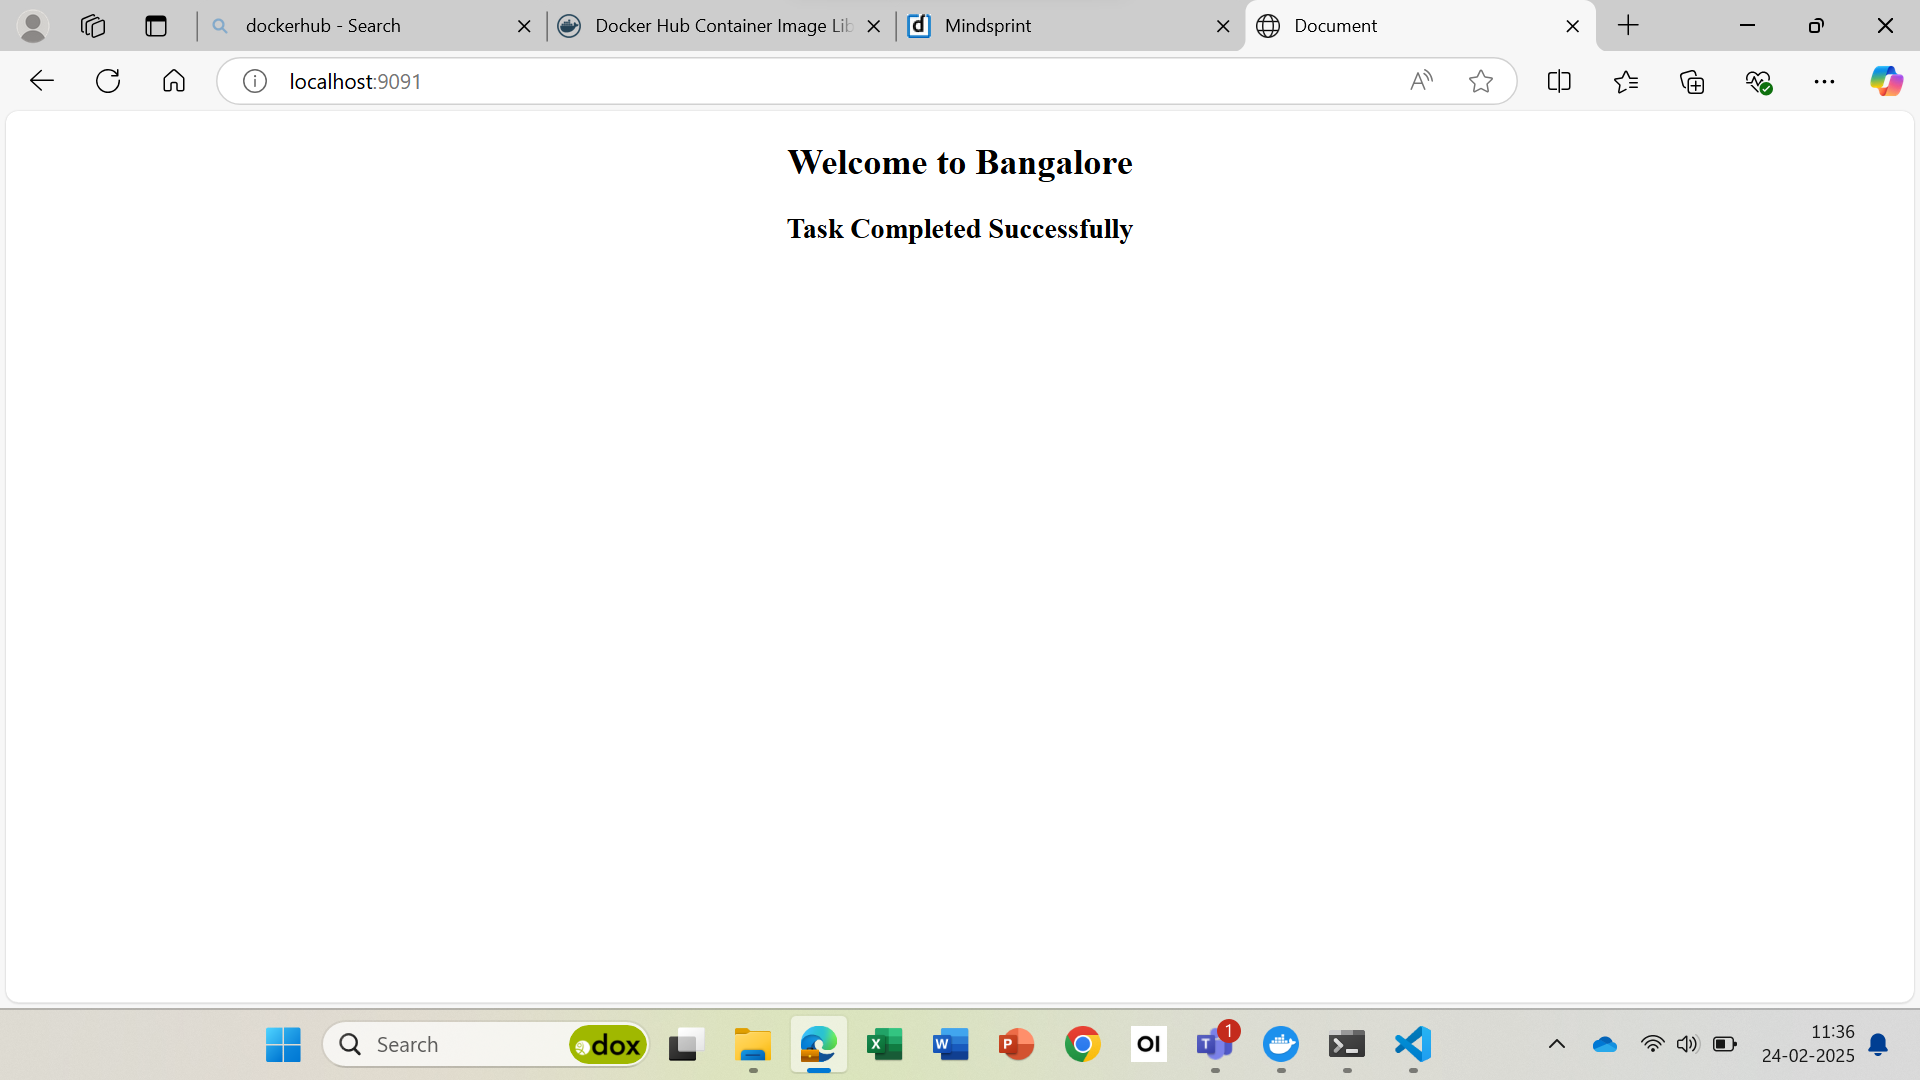 dockerhub - Search
Docker Hub Container Image Lib
Mindsprint
Document
localhost:9091
Welcome to Bangalore
Task Completed Successfully
Search
dox
OI
1
11:36
24-02-2025